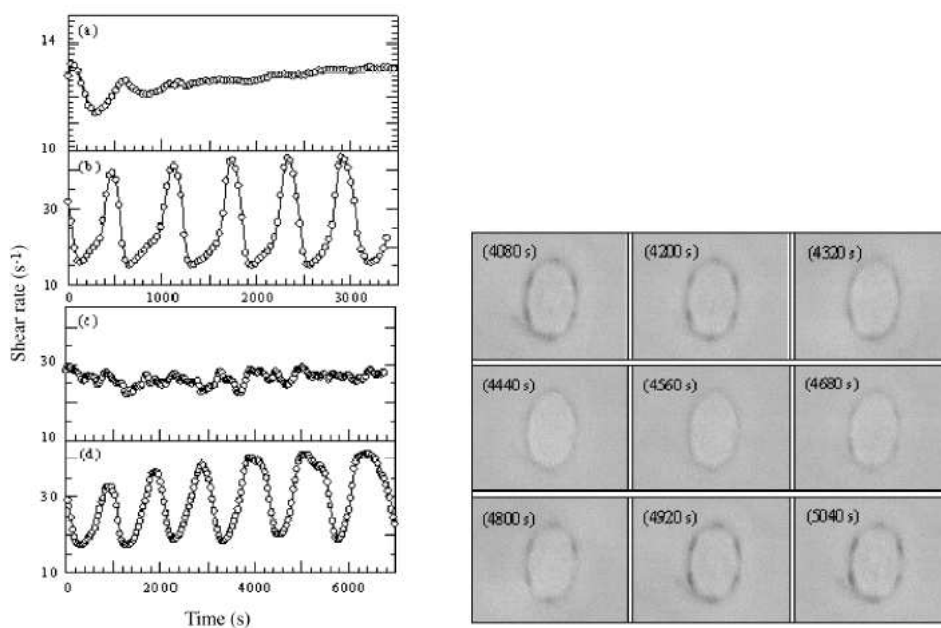 Shear rate (s-1)
14
(a)
10
(b)
30
10
0 1000 2000 3000
(c)
30
10
(d)
30
10
0 2000 4000 6000
Time (s)
(4080 s) (4200 s) (4320 s)
(4440 s) (4560 s) (4680 s)
(4800 s) (4920 s) (5040 s)